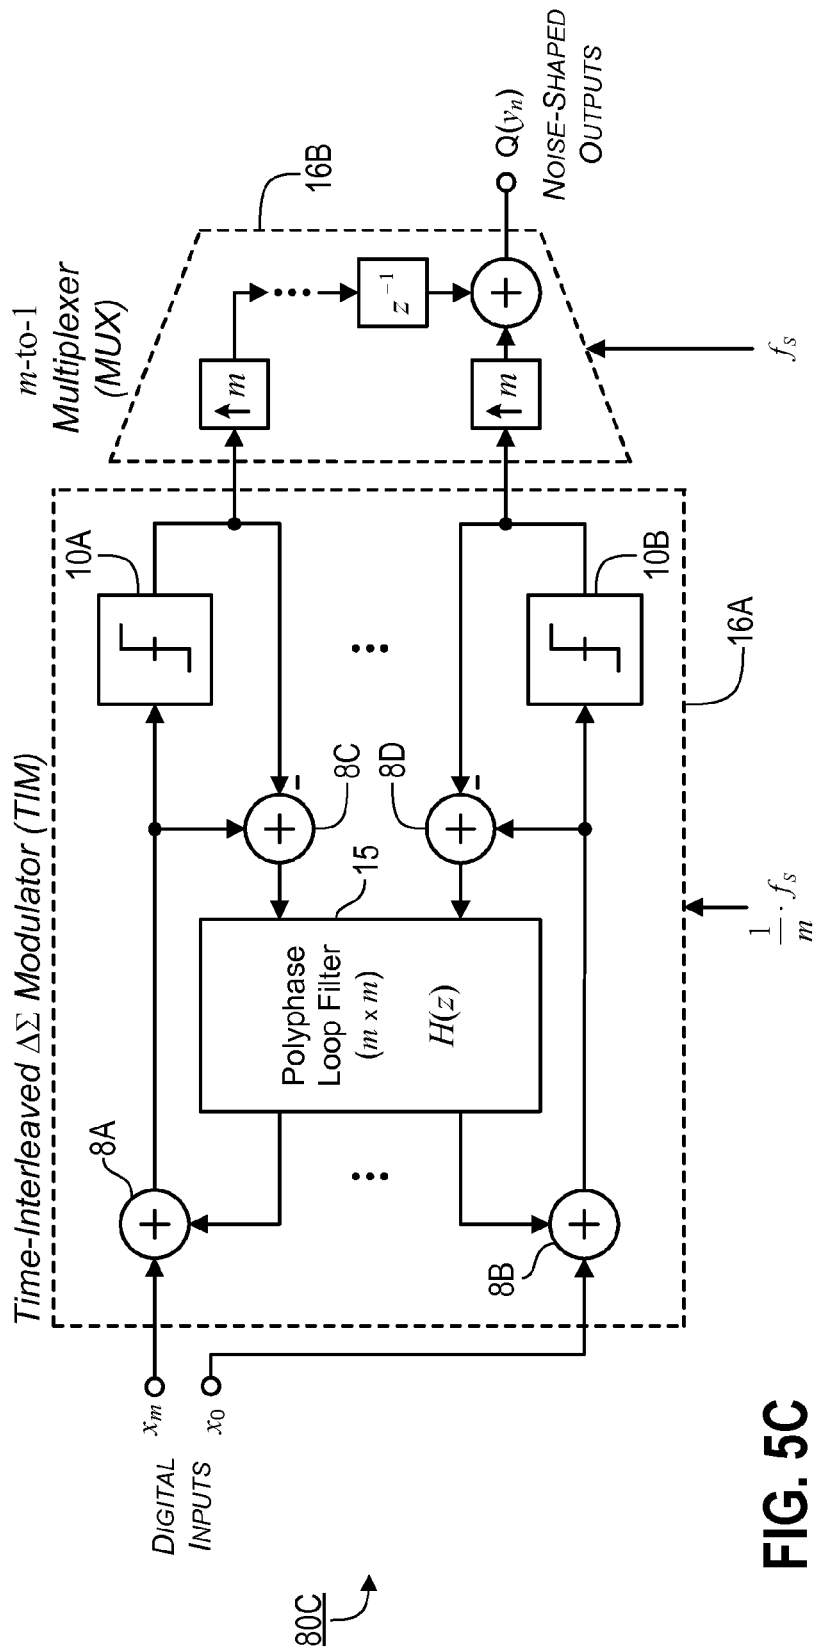 80C
DIGITAL
INPUTS
xm
x0
Time-Interleaved ΔΣ Modulator (TIM)
8A
+
8B
+
Polyphase
Loop Filter
(m x m)
H(z)
15
8C
+
-
8D
+
-
...
...
10A
10B
16A
1/m · fs
m-to-1
Multiplexer
(MUX)
16B
↑ m
↑ m
...
z⁻¹
+
fs
Q(yn)
NOISE-SHAPED
OUTPUTS
FIG. 5C